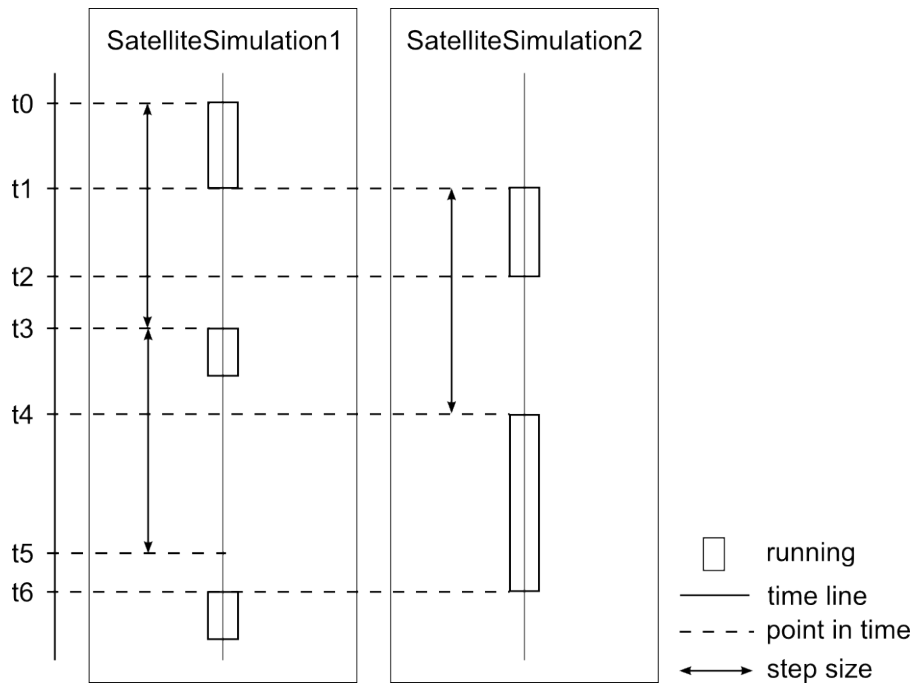 SatelliteSimulation1
SatelliteSimulation2
t0
t1
t2
t3
t4
t5
t6
running
time line
point in time
step size